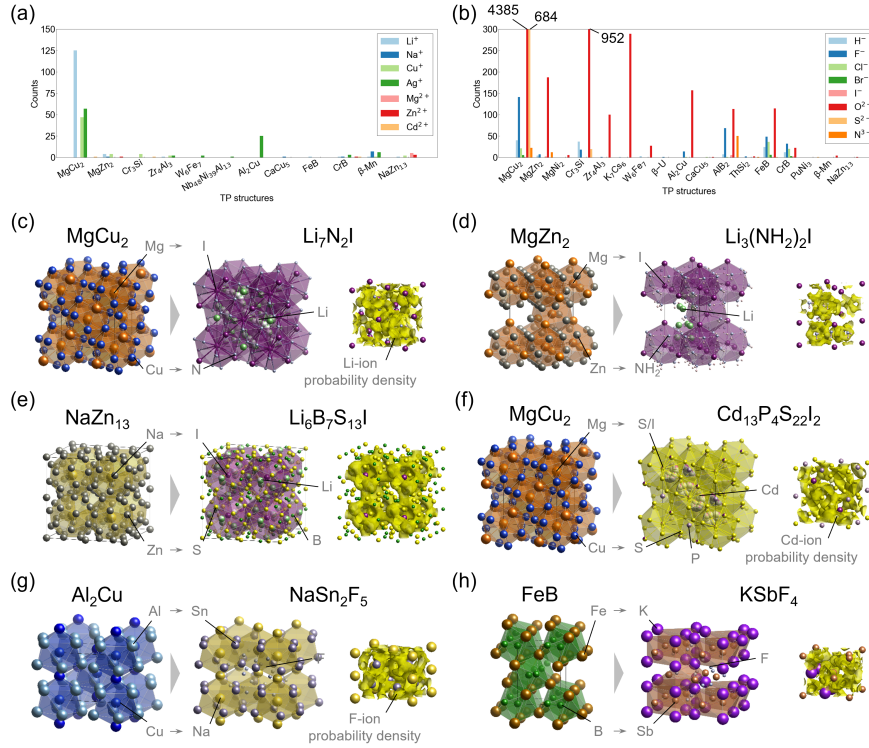 (a)
150
125
100
75
50
25
0
Counts
MgCu₂
MgZn₂
Cr₃Si
Zr₄Al₃
W₆Fe₇
Nb₄₈Ni₃₉Al₁₃
Al₂Cu
CaCu₅
FeB
CrB
β-Mn
NaZn₁₃
TP structures
Li⁺
Na⁺
Cu⁺
Ag⁺
Mg²⁺
Zn²⁺
Cd²⁺
(b)
4385
684
952
300
250
200
150
100
50
0
Counts
MgCu₂
MgZn₂
MgNi₂
Cr₃Si
Zr₄Al₃
K₇Cs₆
W₆Fe₇
β-U
Al₂Cu
CaCu₅
AlB₂
ThSi₂
FeB
CrB
PuNi₃
β-Mn
NaZn₁₃
TP structures
H⁻
F⁻
Cl⁻
Br⁻
I⁻
O²⁻
S²⁻
N³⁻
(c)
MgCu₂
Li₇N₂I
Mg → I
Li
Cu → N
Li-ion
probability density
(d)
MgZn₂
Li₃(NH₂)₂I
Mg → I
Li
Zn → NH₂
(e)
NaZn₁₃
Li₆B₇S₁₃I
Na → I
Li
Zn → S
B
(f)
MgCu₂
Cd₁₃P₄S₂₂I₂
Mg → S/I
Cd
Cu → S
P
Cd-ion
probability density
(g)
Al₂Cu
NaSn₂F₅
Al → Sn
F
Cu → Na
F-ion
probability density
(h)
FeB
KSbF₄
Fe → K
F
B → Sb